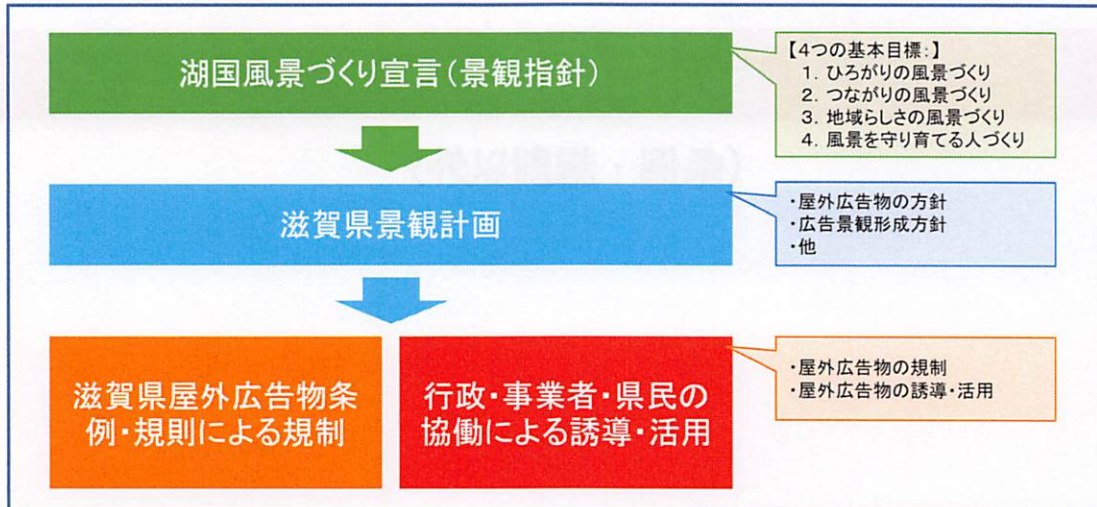 湖国風景づくり宣言(景観指針)
【4つの基本目標:】
1. ひろがりの風景づくり
2. つながりの風景づくり
3. 地域らしさの風景づくり
4. 風景を守り育てる人づくり
滋賀県景観計画
・屋外広告物の方針
・広告景観形成方針
・他
滋賀県屋外広告物条
例・規則による規制
行政・事業者・県民の
協働による誘導・活用
・屋外広告物の規制
・屋外広告物の誘導・活用